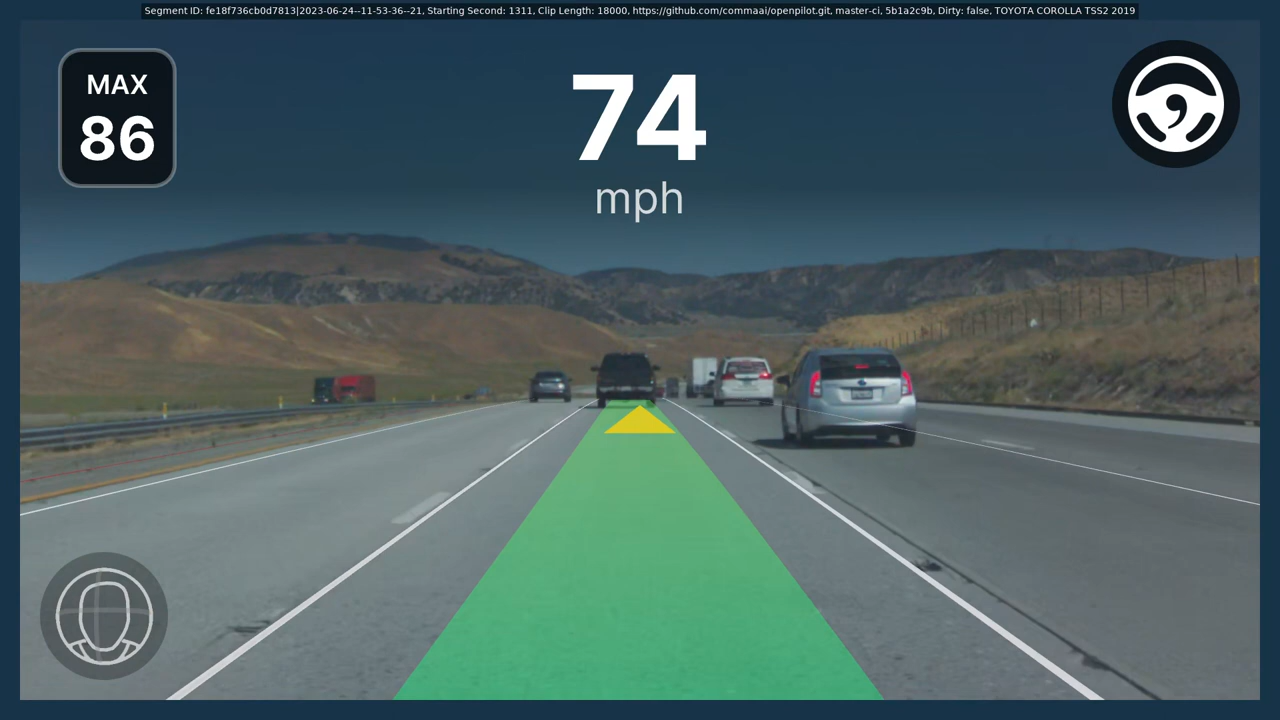 Segment ID: fe18f736cb0d7813|2023-06-24--11-53-36--21, Starting Second: 1311, Clip Length: 18000, https://github.com/commaai/openpilot.git, master-ci, 5b1a2c9b, Dirty: false, TOYOTA COROLLA TSS2 2019
MAX
86
74
mph